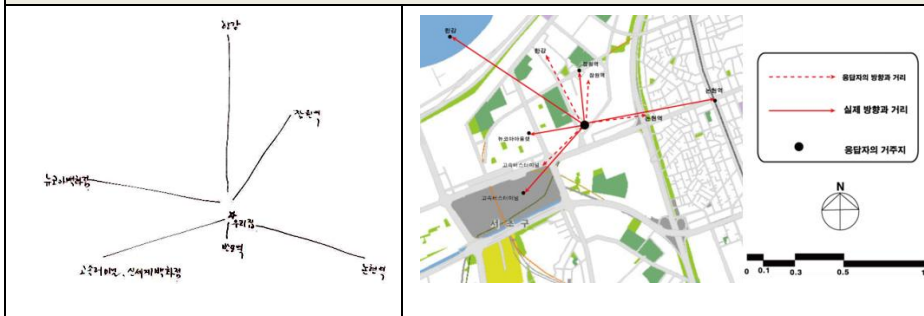 한강
잔원역
뉴코아백화점
우리집
반포역
고속터미널, 신세계백화점
논현역
한강
한강
잠원역
잠원역
논현역
논현역
뉴코아아울렛
고속버스터미널
고속버스터미널
서초구
응답자의 방향과 거리
실제 방향과 거리
응답자의 거주지
N
0 0.1 0.3 0.5 1